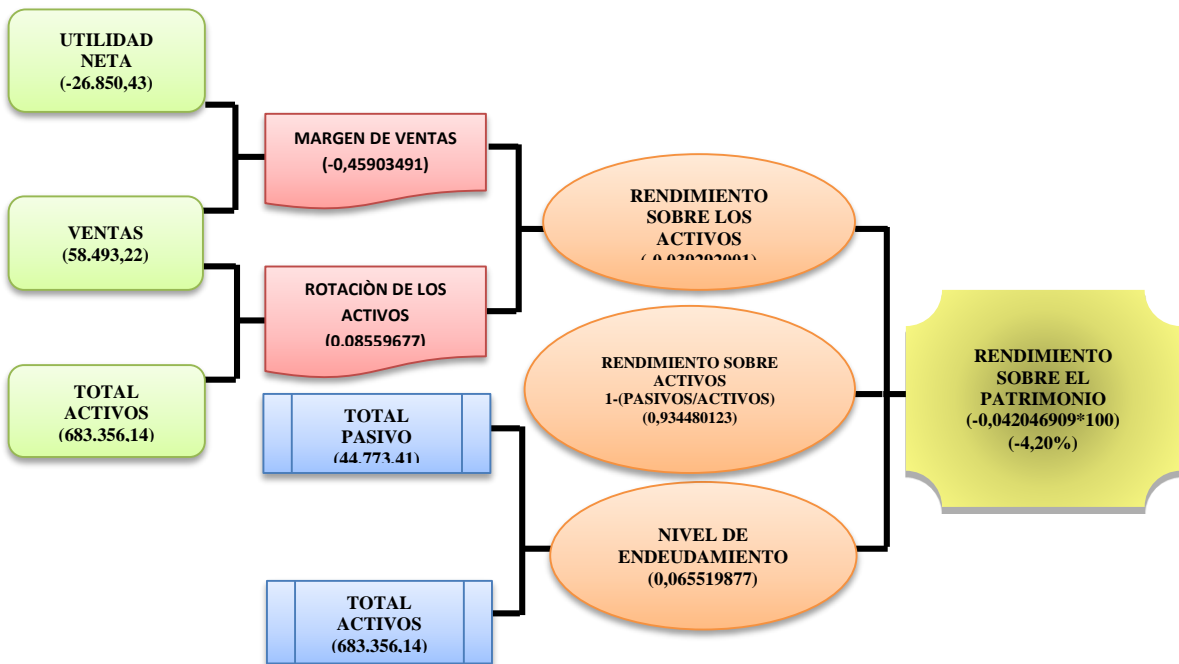 UTILIDAD
NETA
(-26.850,43)
VENTAS
(58.493,22)
TOTAL
ACTIVOS
(683.356,14)
MARGEN DE VENTAS
(-0,45903491)
ROTACIÒN DE LOS
ACTIVOS
(0.08559677)
TOTAL
PASIVO
(44.773.41)
TOTAL
ACTIVOS
(683.356,14)
RENDIMIENTO
SOBRE LOS
ACTIVOS
(-0.039292001)
RENDIMIENTO SOBRE
ACTIVOS
1-(PASIVOS/ACTIVOS)
(0,934480123)
NIVEL DE
ENDEUDAMIENTO
(0,065519877)
RENDIMIENTO
SOBRE EL
PATRIMONIO
(-0,042046909*100)
(-4,20%)